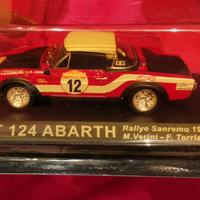 12
124 ABARTH
Rallye Sanremo 19
M.Verini - F. Torria